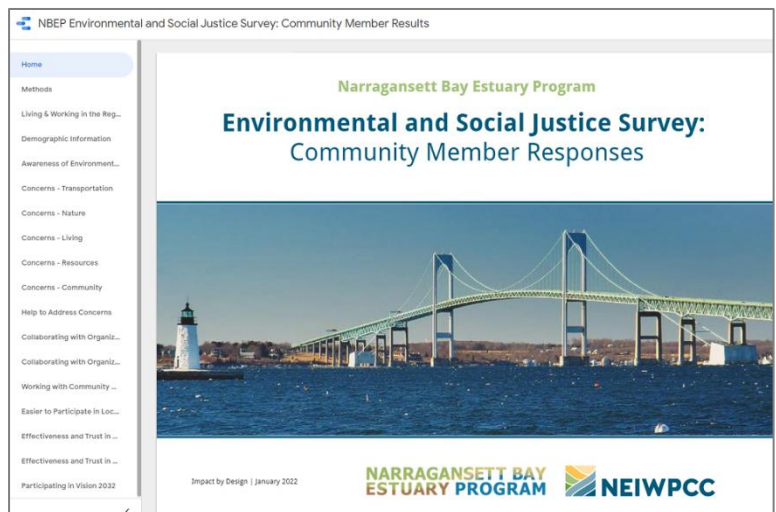 NBEP Environmental and Social Justice Survey: Community Member Results
Home
Methods
Living & Working in the Reg...
Demographic Information
Awareness of Environment...
Concerns - Transportation
Concerns - Nature
Concerns - Living
Concerns - Resources
Concerns - Community
Help to Address Concerns
Collaborating with Organiz...
Collaborating with Organiz...
Working with Community ...
Easier to Participate in Loc...
Effectiveness and Trust in ...
Effectiveness and Trust in ...
Participating in Vision 2032
Narragansett Bay Estuary Program
Environmental and Social Justice Survey:
Community Member Responses
Impact by Design | January 2022
NARRAGANSETT BAY
ESTUARY PROGRAM
NEIWPCC